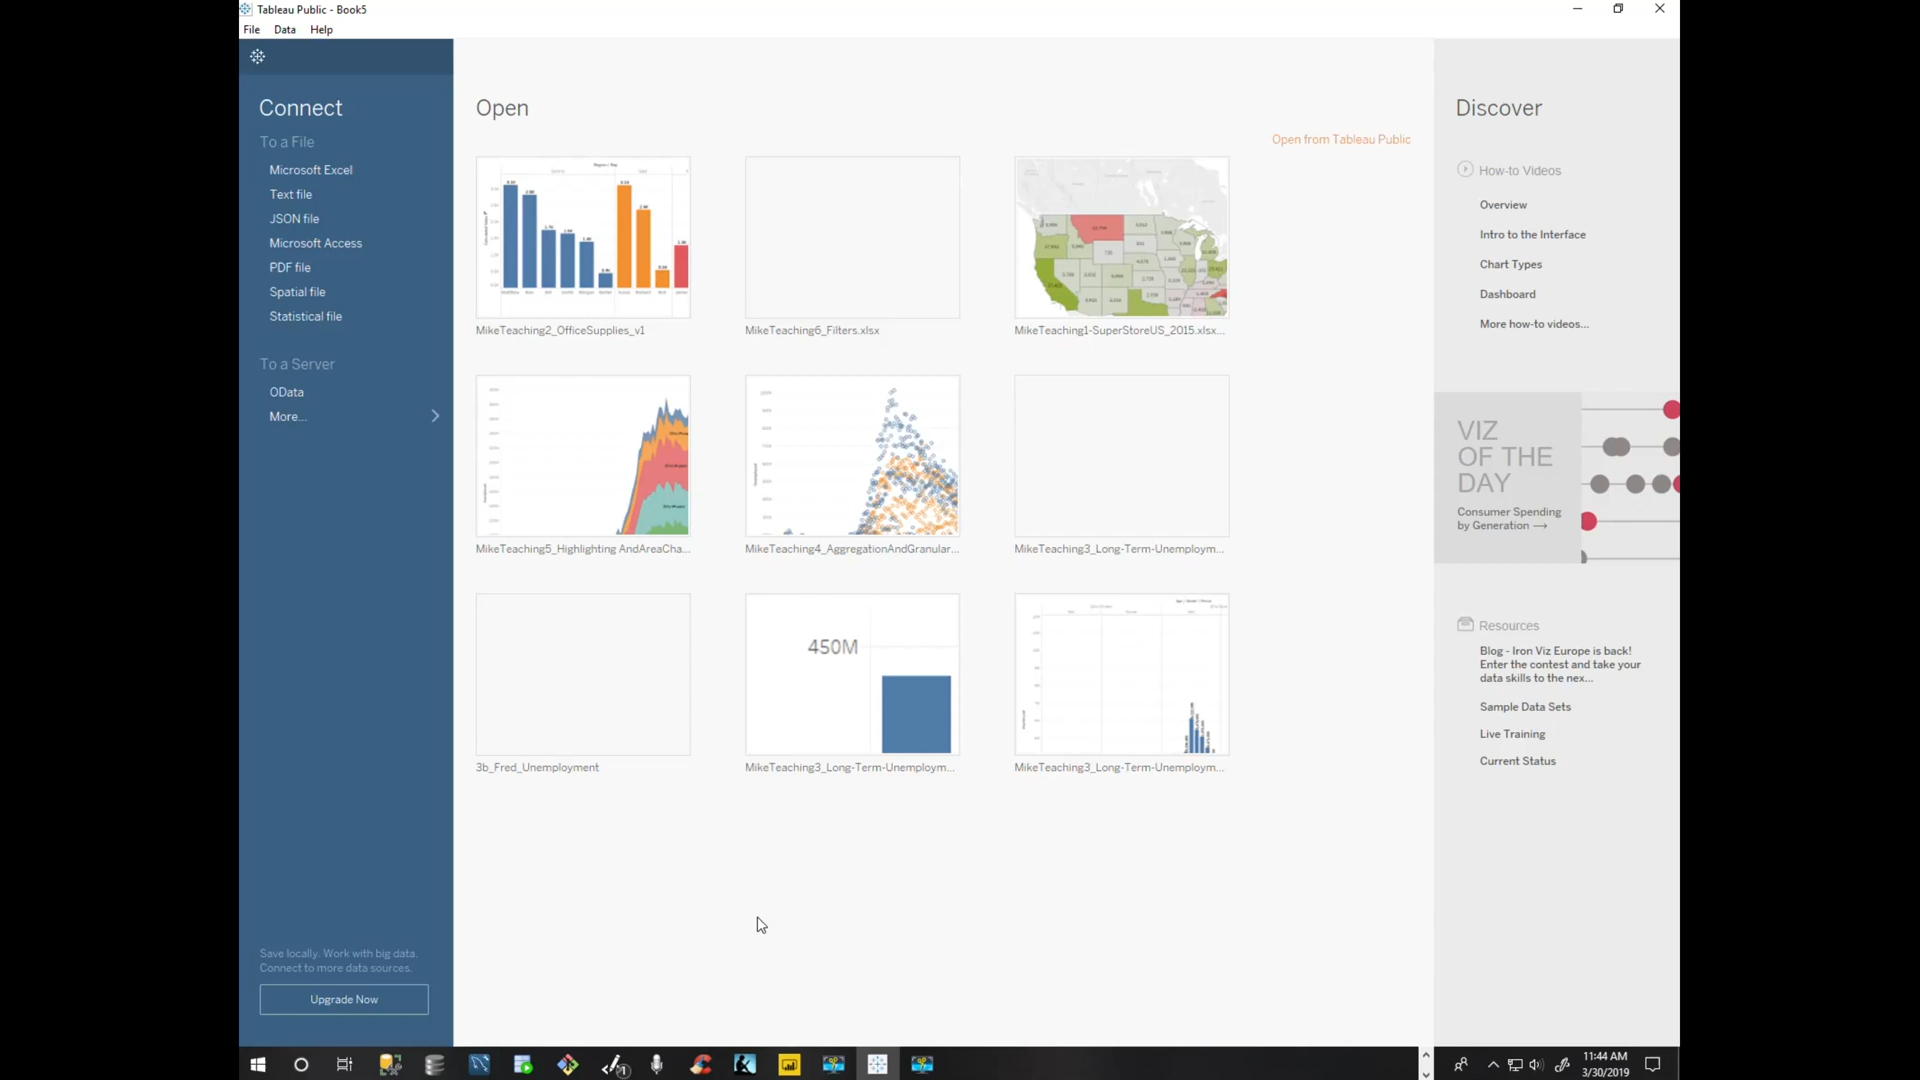 Tableau Public - Book5
File Data Help
Connect
To a File
Microsoft Excel
Text file
JSON file
Microsoft Access
PDF file
Spatial file
Statistical file
To a Server
OData
More...
Save locally. Work with big data.
Connect to more data sources.
Upgrade Now
Open
Open from Tableau Public
MikeTeaching2_OfficeSupplies_v1
MikeTeaching6_Filters.xlsx
MikeTeaching1-SuperStoreUS_2015.xlsx...
MikeTeaching5_Highlighting AndAreaCha...
MikeTeaching4_AggregationAndGranular...
MikeTeaching3_Long-Term-Unemploym...
3b_Fred_Unemployment
450M
MikeTeaching3_Long-Term-Unemploym...
MikeTeaching3_Long-Term-Unemploym...
Discover
How-to Videos
Overview
Intro to the Interface
Chart Types
Dashboard
More how-to videos...
VIZ
OF THE
DAY
Consumer Spending
by Generation →
Resources
Blog - Iron Viz Europe is back!
Enter the contest and take your
data skills to the nex...
Sample Data Sets
Live Training
Current Status
11:44 AM
3/30/2019